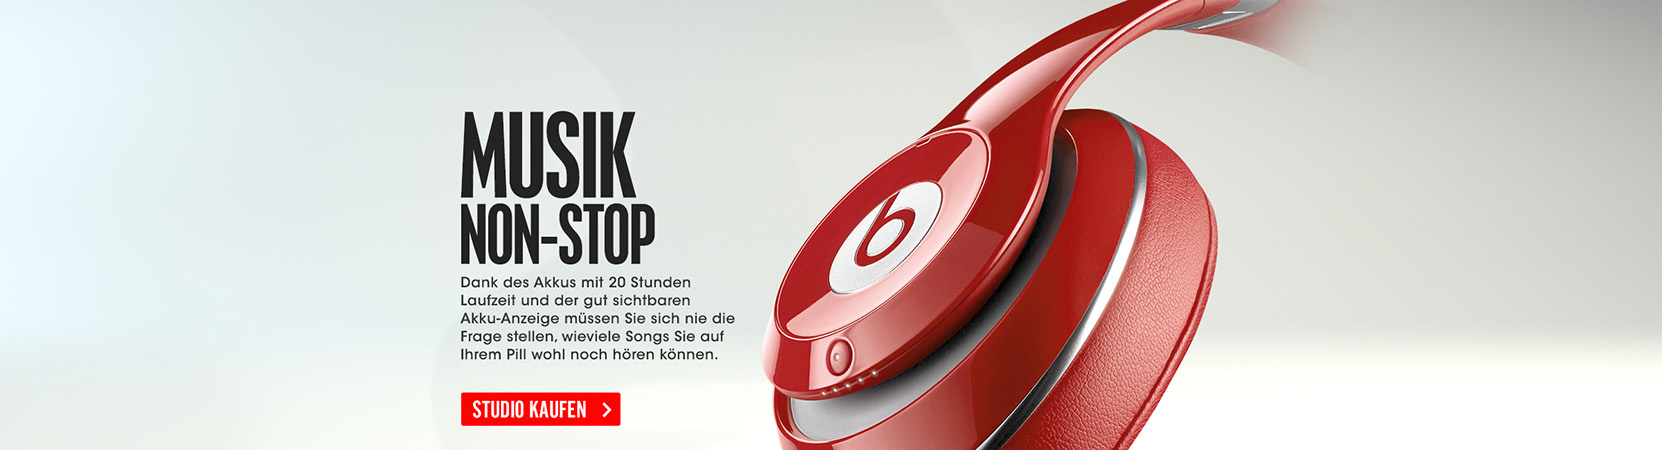 MUSIK
NON-STOP
Dank des Akkus mit 20 Stunden
Laufzeit und der gut sichtbaren
Akku-Anzeige müssen Sie sich nie die
Frage stellen, wieviele Songs Sie auf
Ihrem Pill wohl noch hören können.
STUDIO KAUFEN
b